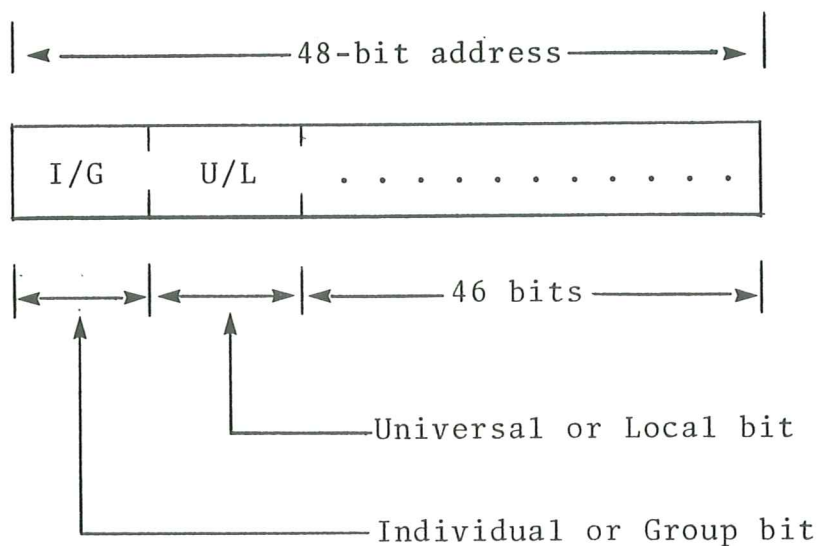 48-bit address
I/G U/L . . . . . . . . . . . .
46 bits
Universal or Local bit
Individual or Group bit